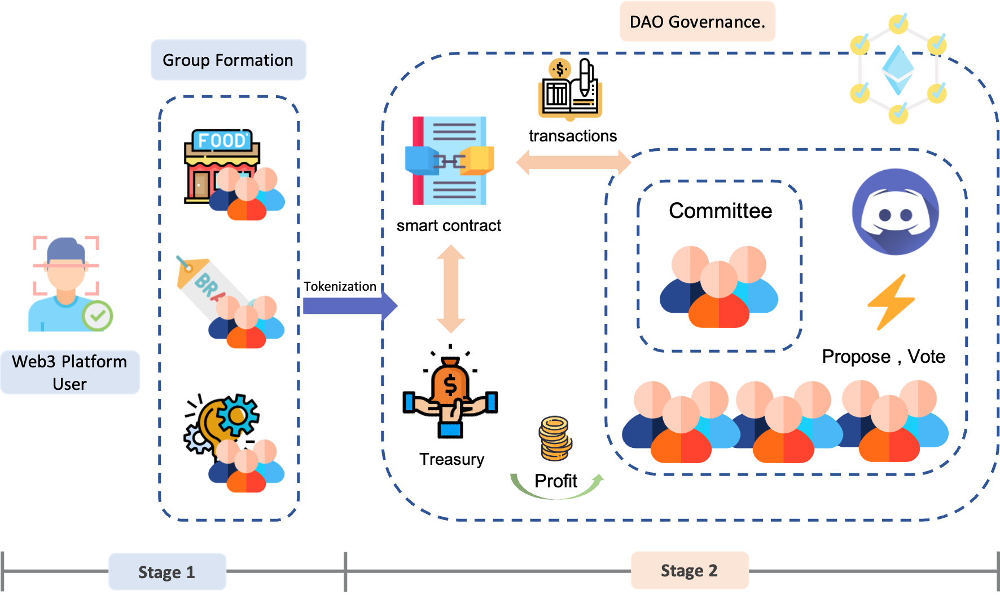 DAO Governance.
Group Formation
FOOD
transactions
smart contract
Committee
BRA
Tokenization
Web3 Platform
User
Propose , Vote
Treasury
Profit
Stage 1
Stage 2